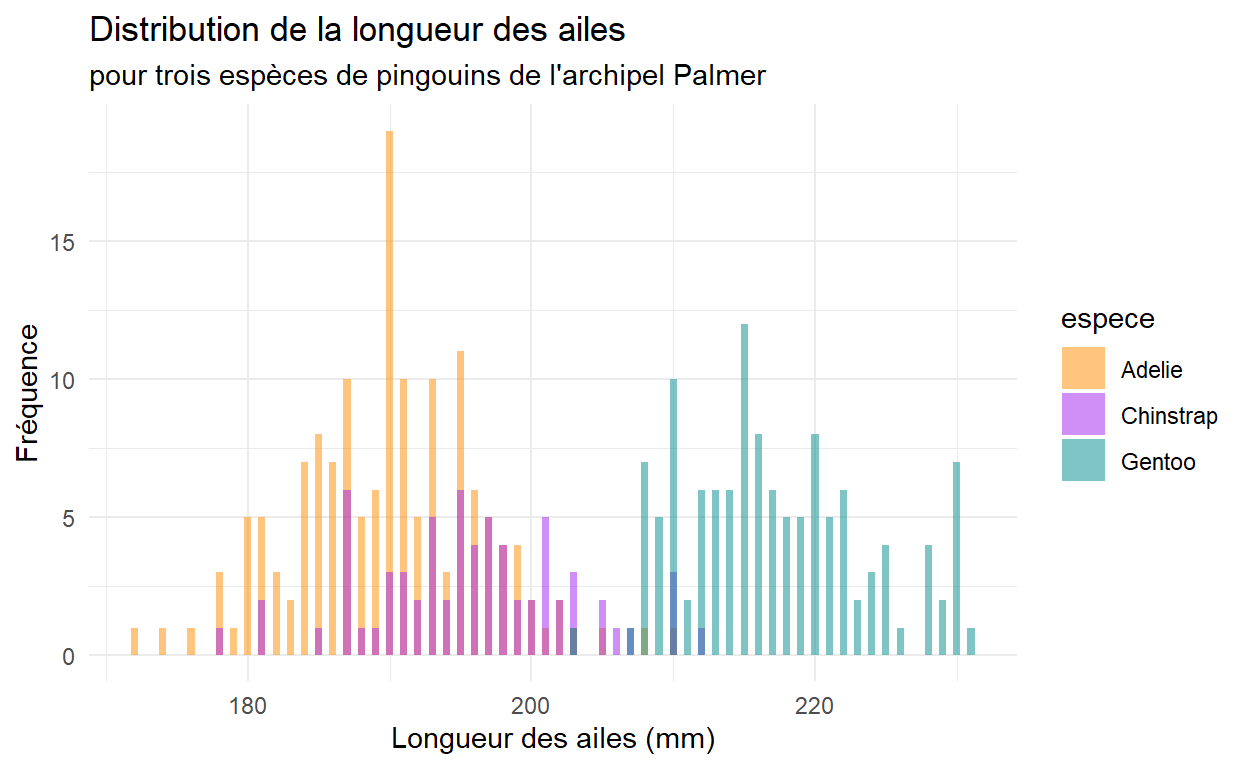 Distribution de la longueur des ailes
pour trois espèces de pingouins de l'archipel Palmer
Fréquence
15
10
5
0
180 200 220
Longueur des ailes (mm)
espece
Adelie
Chinstrap
Gentoo